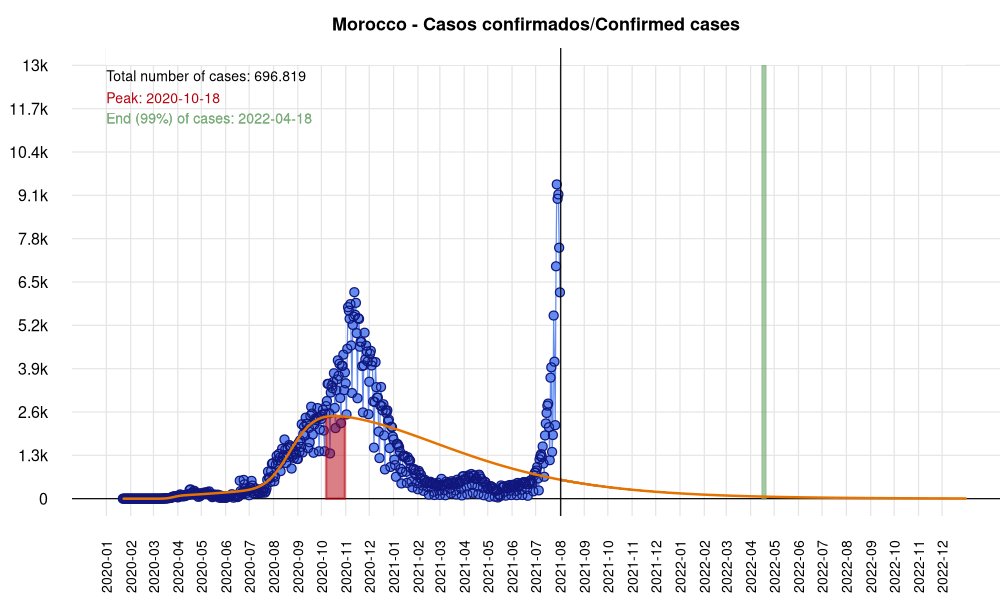 Morocco - Casos confirmados/Confirmed cases
Total number of cases: 696.819
Peak: 2020-10-18
End (99%) of cases: 2022-04-18
13k
11.7k
10.4k
9.1k
7.8k
6.5k
5.2k
3.9k
2.6k
1.3k
0
2020-01
2020-02
2020-03
2020-04
2020-05
2020-06
2020-07
2020-08
2020-09
2020-10
2020-11
2020-12
2021-01
2021-02
2021-03
2021-04
2021-05
2021-06
2021-07
2021-08
2021-09
2021-10
2021-11
2021-12
2022-01
2022-02
2022-03
2022-04
2022-05
2022-06
2022-07
2022-08
2022-09
2022-10
2022-11
2022-12